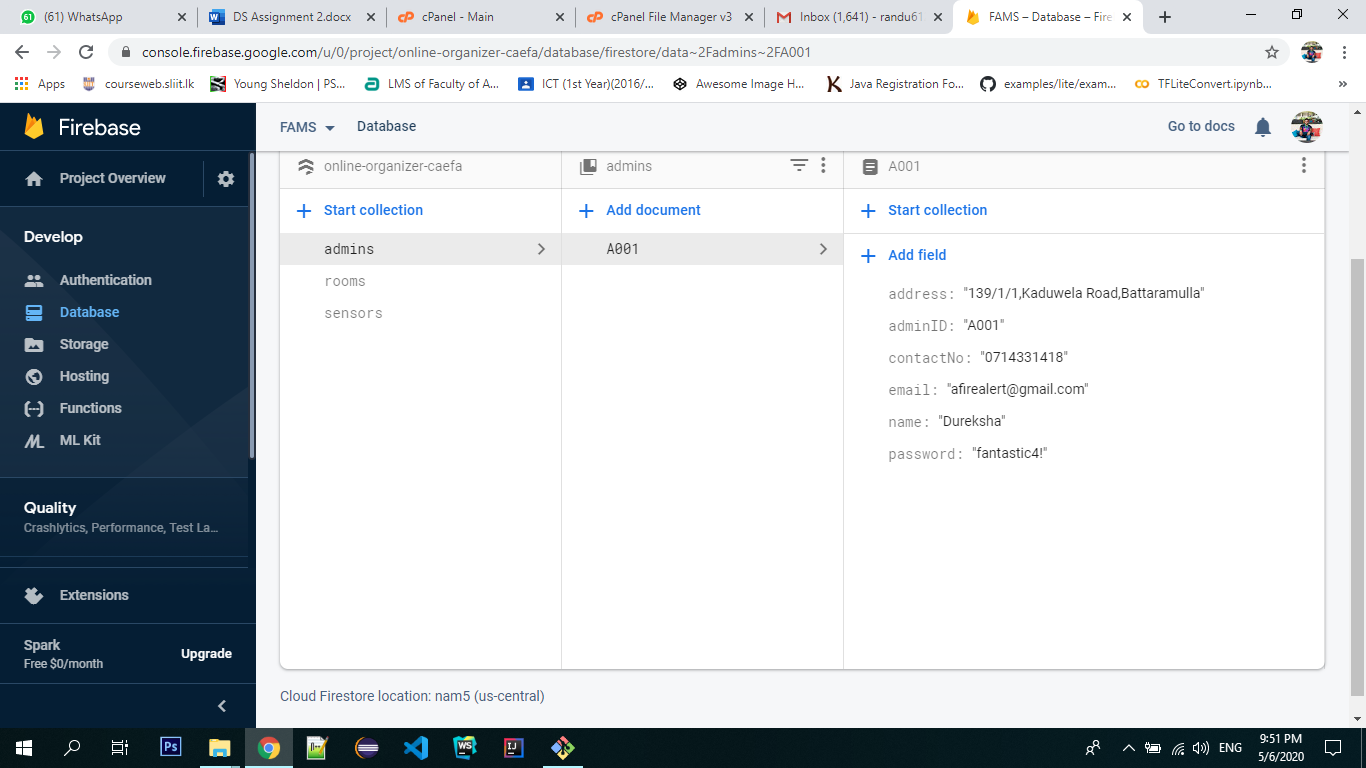 (61) WhatsApp
DS Assignment 2.docx
cPanel - Main
cPanel File Manager v3
Inbox (1,641) - randu61
FAMS – Database – Fire
console.firebase.google.com/u/0/project/online-organizer-caefa/database/firestore/data~2Fadmins~2FA001
Apps
courseweb.sliit.lk
Young Sheldon | PS...
LMS of Faculty of A...
ICT (1st Year)(2016/...
Awesome Image H...
Java Registration Fo...
examples/lite/exam...
TFLiteConvert.ipynb...
»
Firebase
FAMS
Database
Go to docs
Project Overview
online-organizer-caefa
admins
A001
Start collection
Add document
Start collection
Develop
admins
A001
Add field
Authentication
rooms
address: "139/1/1,Kaduwela Road,Battaramulla"
Database
sensors
adminID: "A001"
Storage
contactNo: "0714331418"
Hosting
email: "afirealert@gmail.com"
Functions
name: "Dureksha"
ML Kit
password: "fantastic4!"
Quality
Crashlytics, Performance, Test La...
Extensions
Spark
Free $0/month
Upgrade
Cloud Firestore location: nam5 (us-central)
Ps
WS
IJ
ENG
9:51 PM
5/6/2020